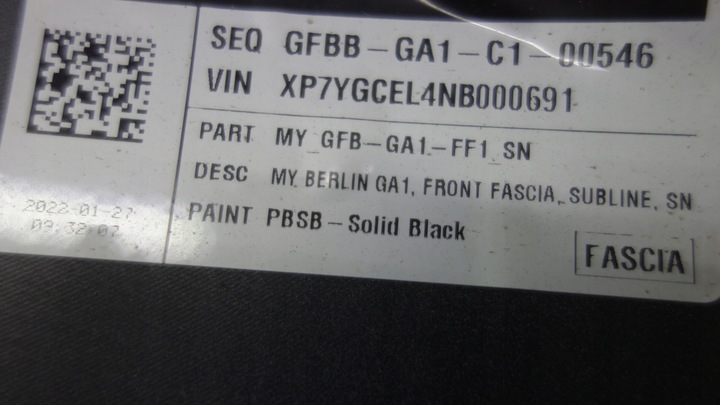 SEQ GFBB-GA1-C1-00546
VIN XP7YGCEL4NB000691
PART MY_GFB-GA1-FF1_SN
DESC MY, BERLIN GA1, FRONT FASCIA, SUBLINE, SN
PAINT PBSB-Solid Black
2022-01-27
09:32:07
FASCIA